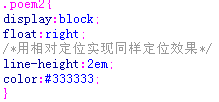 .poem2{
display:block;
float:right;
/*用相对定位实现同样定位效果*/
line-height:2em;
color:#333333;
}